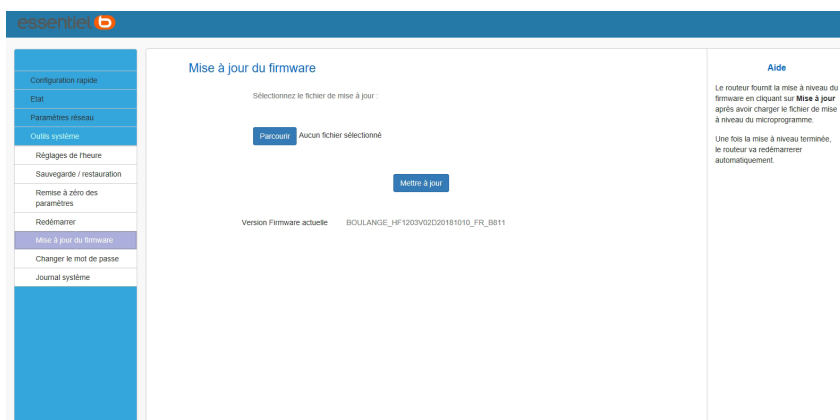 essentiel b
Configuration rapide
Etat
Paramètres réseau
Outils système
Réglages de l'heure
Sauvegarde / restauration
Remise à zéro des
paramètres
Redémarrer
Mise à jour du firmware
Changer le mot de passe
Journal système
Mise à jour du firmware
Sélectionnez le fichier de mise à jour :
Parcourir Aucun fichier sélectionné
Mettre à jour
Version Firmware actuelle BOULANGE_HF1203V02D20181010_FR_B811
Aide
Le routeur fournit la mise à niveau du
firmware en cliquant sur Mise à jour
après avoir charger le fichier de mise
à niveau du microprogramme.
Une fois la mise à niveau terminée,
le routeur va redémarrerer
automatiquement.